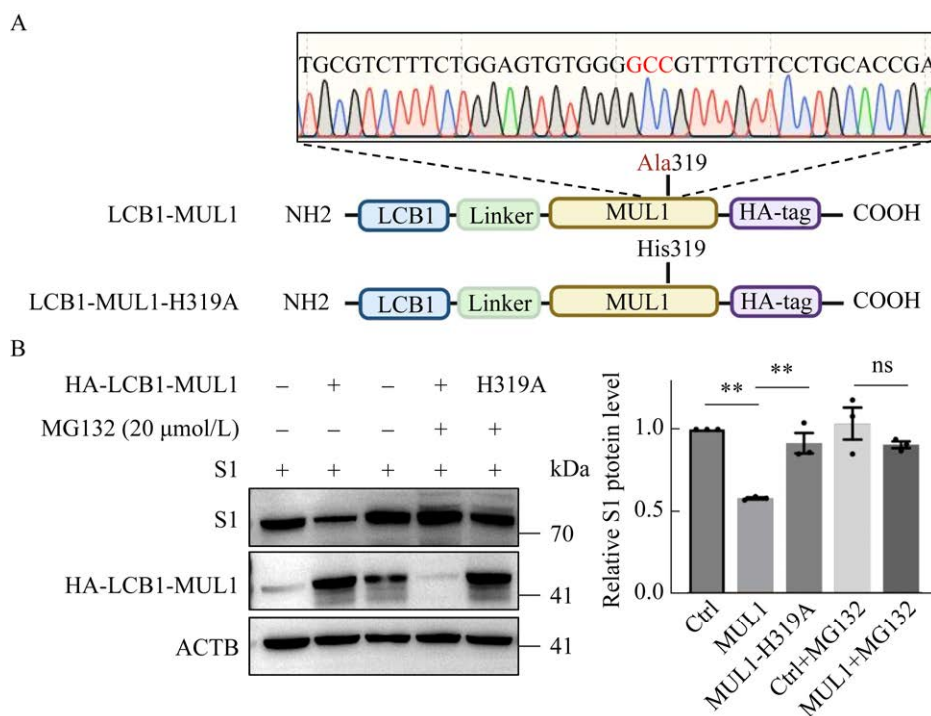 A
TGCGTCTTTCTGGAGTGTGGGGCCGTTTGTTCCTGCACCGA
Ala319
LCB1-MUL1 NH2 LCB1 Linker MUL1 HA-tag COOH
His319
LCB1-MUL1-H319A NH2 LCB1 Linker MUL1 HA-tag COOH
B
HA-LCB1-MUL1 – + – + H319A
MG132 (20 μmol/L) – – – + +
S1 + + + + + kDa
S1 70
HA-LCB1-MUL1 41
ACTB 41
** ** ns
Relative S1 ptotein level
1.0
0.5
0.0
Ctrl
MUL1
MUL1-H319A
Ctrl+MG132
MUL1+MG132